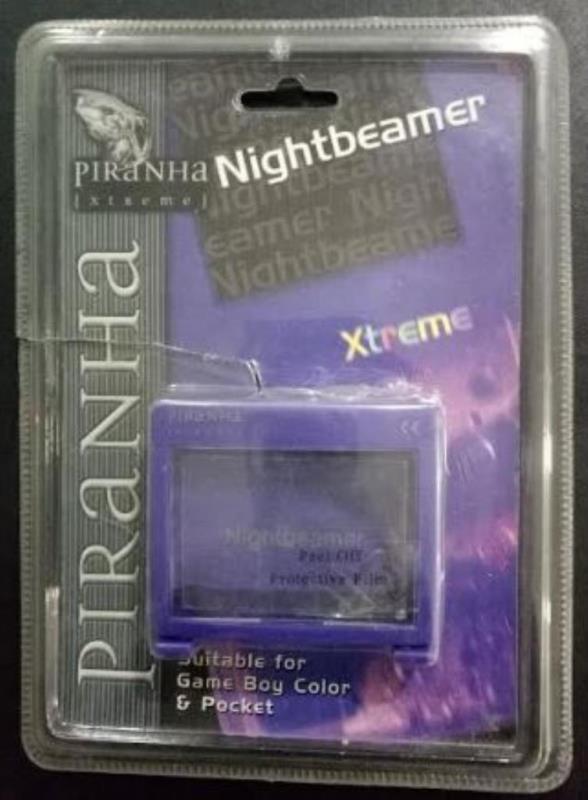 PIRaNHa
[xtreme]
Nightbeamer
PIRaNHa
Nightbeamer
eamer Nigh
Nightbeame
Xtreme
PIRaNHa
CE
Nightbeamer
Peel Off
Protective Film
Suitable for
Game Boy Color
& Pocket